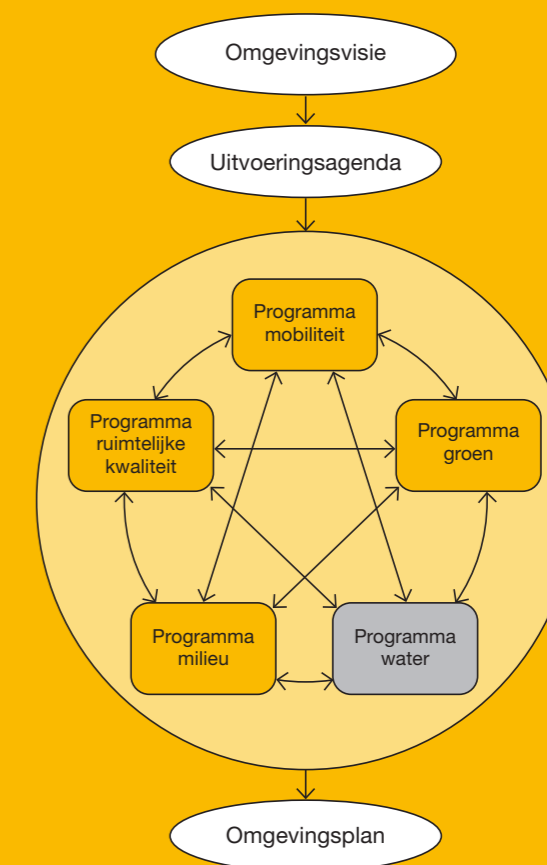 Omgevingsvisie
Uitvoeringsagenda
Programma
mobiliteit
Programma
ruimtelijke
kwaliteit
Programma
groen
Programma
milieu
Programma
water
Omgevingsplan